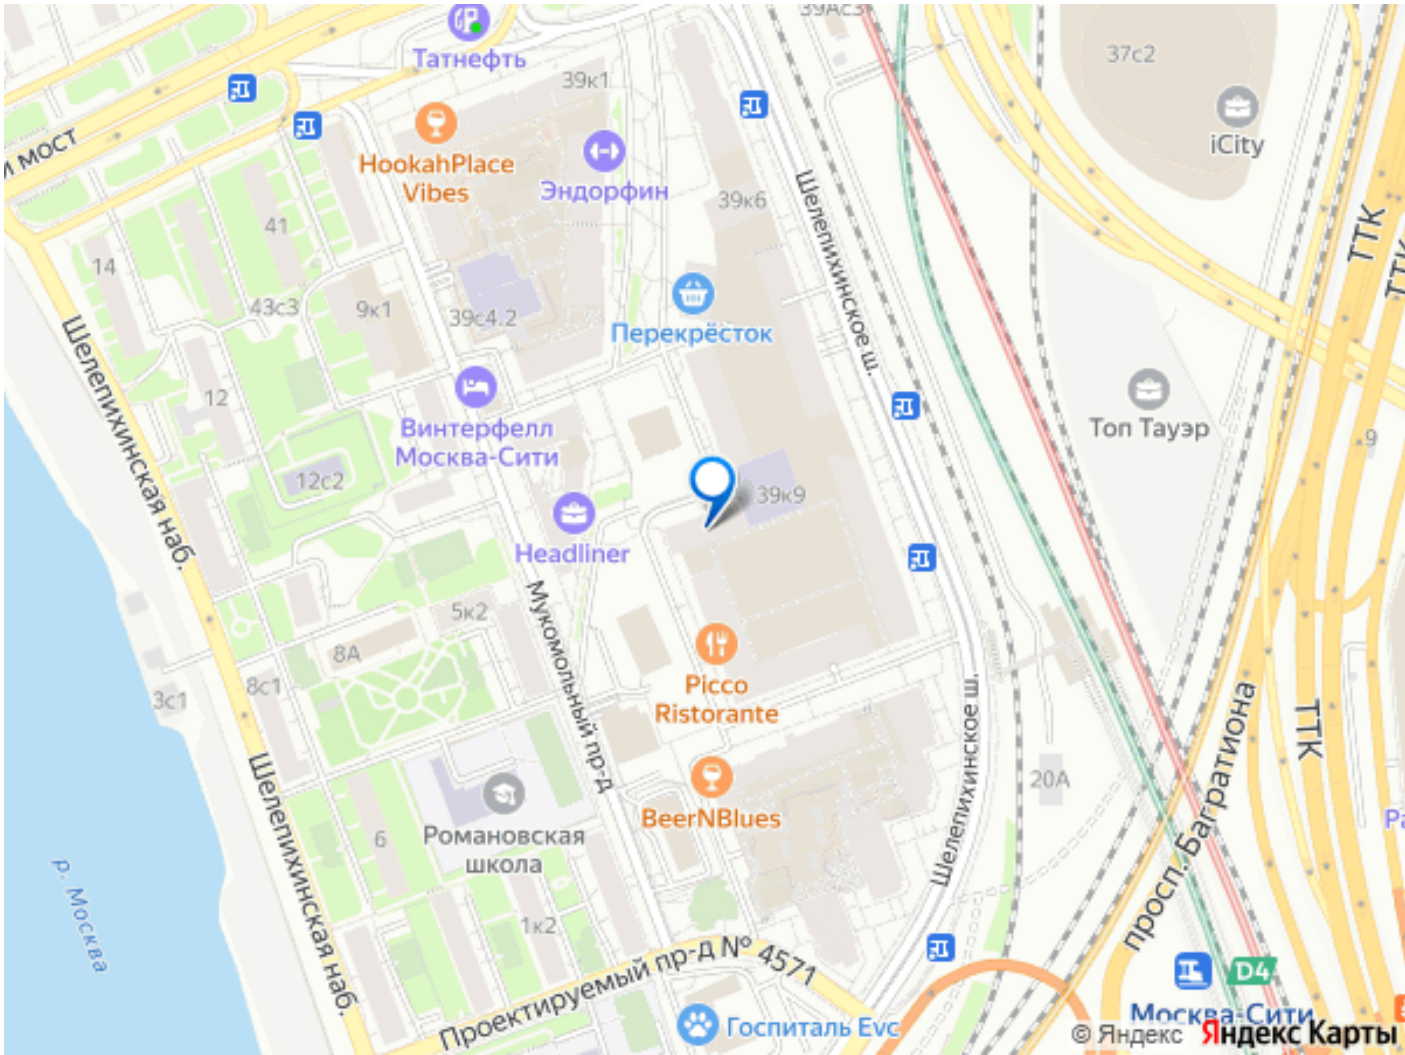 39Ас3
Татнефть
39к1
37с2
iCity
мост
HookahPlace
Vibes
Эндорфин
39к6
Шелепихинское ш.
ТТК
ТТК
41
14
43с3
9к1
39с4.2
Перекрёсток
Шелепихинская наб.
12
Винтерфелл
Москва-Сити
Топ Тауэр
9
12с2
39к9
Headliner
Мукомольный пр-д
5к2
8А
8с1
3с1
Picco
Ristorante
Шелепихинское ш.
просп. Багратиона
ТТК
20А
Шелепихинская наб.
BeerNBlues
Романовская
школа
6
р. Москва
1к2
Проектируемый пр-д № 4571
D4
Москва-Сити
Госпиталь Evc
© Яндекс Яндекс Карты